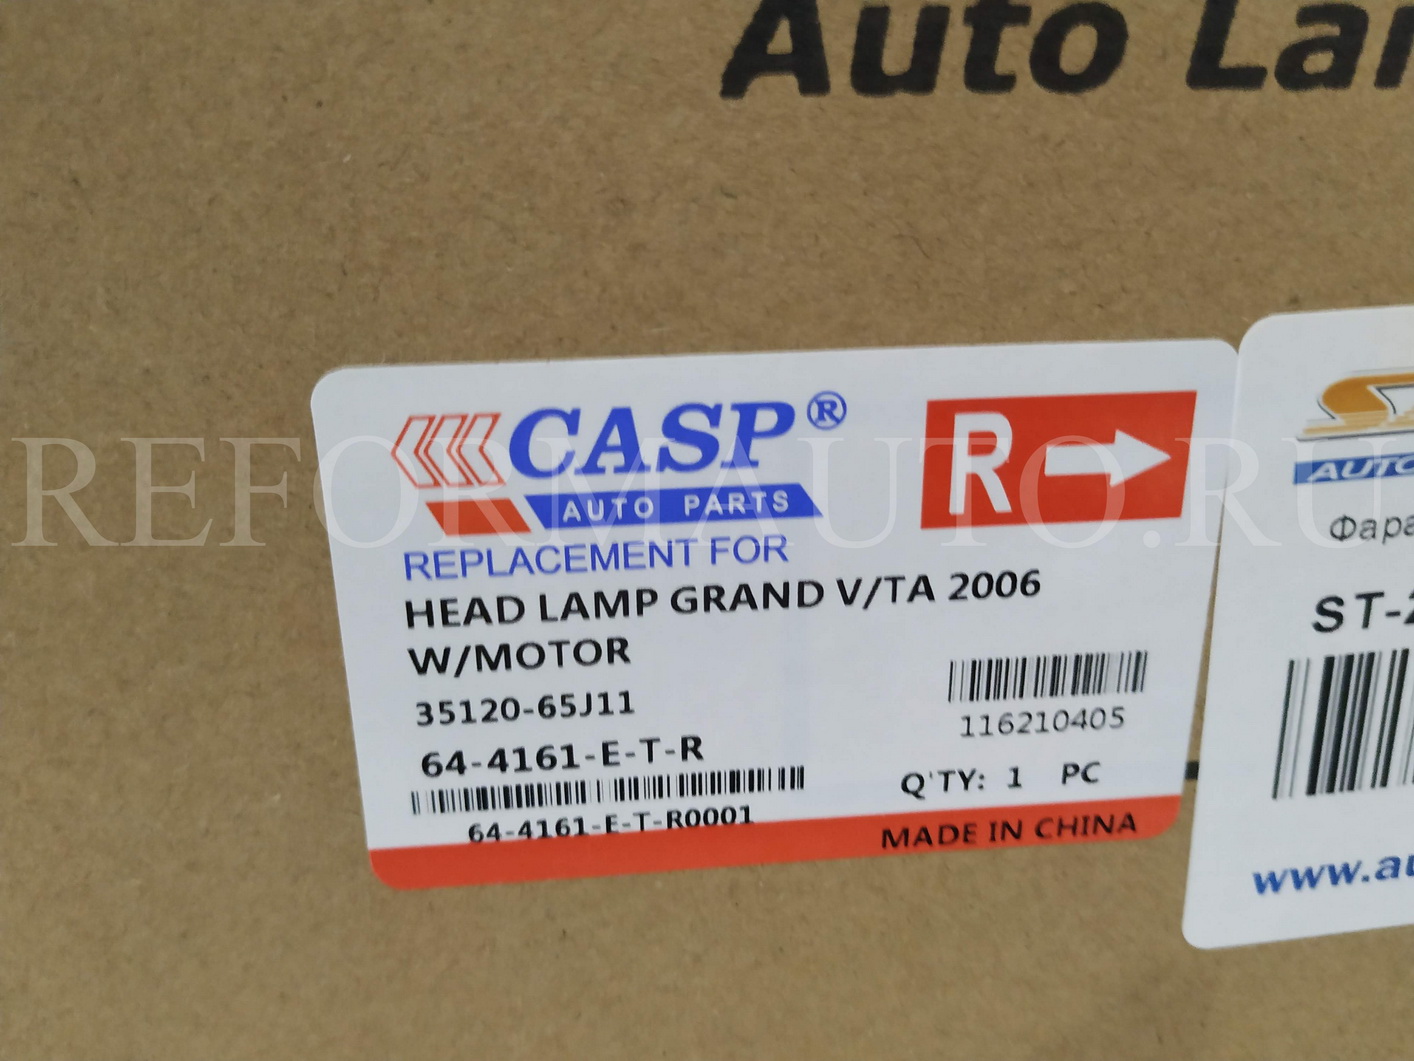 Auto
CASP®
AUTO PARTS
R
REPLACEMENT FOR
HEAD LAMP GRAND V/TA 2006
W/MOTOR
35120-65J11
64-4161-E-T-R
64-4161-E-T-R0001
116210405
Q'TY: 1 PC
MADE IN CHINA
AUTO
Фара
ST-
www.
REFORMAUTO.RU